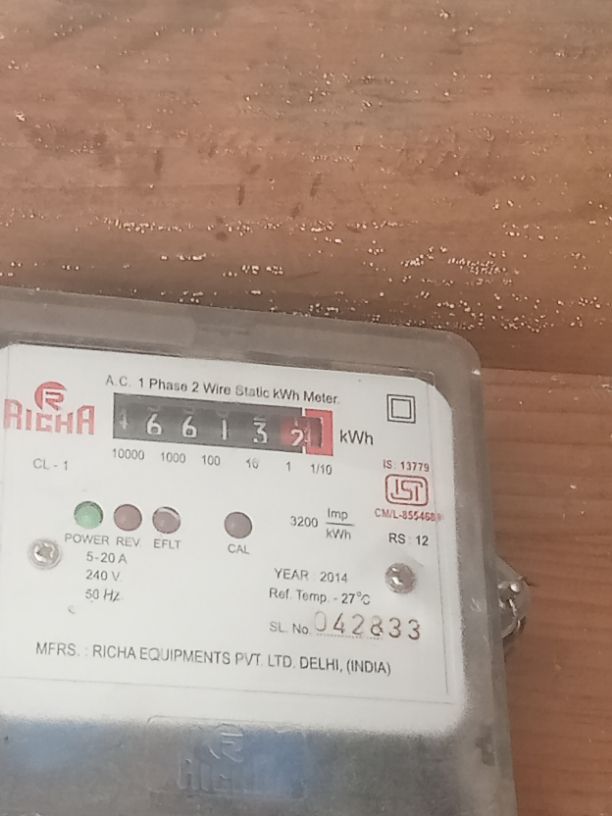 A.C. 1 Phase 2 Wire Static kWh Meter.
RICHA
6 6 1 3 kWh
10000 1000 100 10 1 1/10
CL - 1
IS: 13779
ISI
3200 Imp/kWh
RS : 12
POWER REV. EFLT CAL
5-20 A
240 V.
50 Hz
YEAR : 2014
Ref. Temp. - 27°C
SL. No. 042833
MFRS. : RICHA EQUIPMENTS PVT. LTD. DELHI, (INDIA)
RICHA